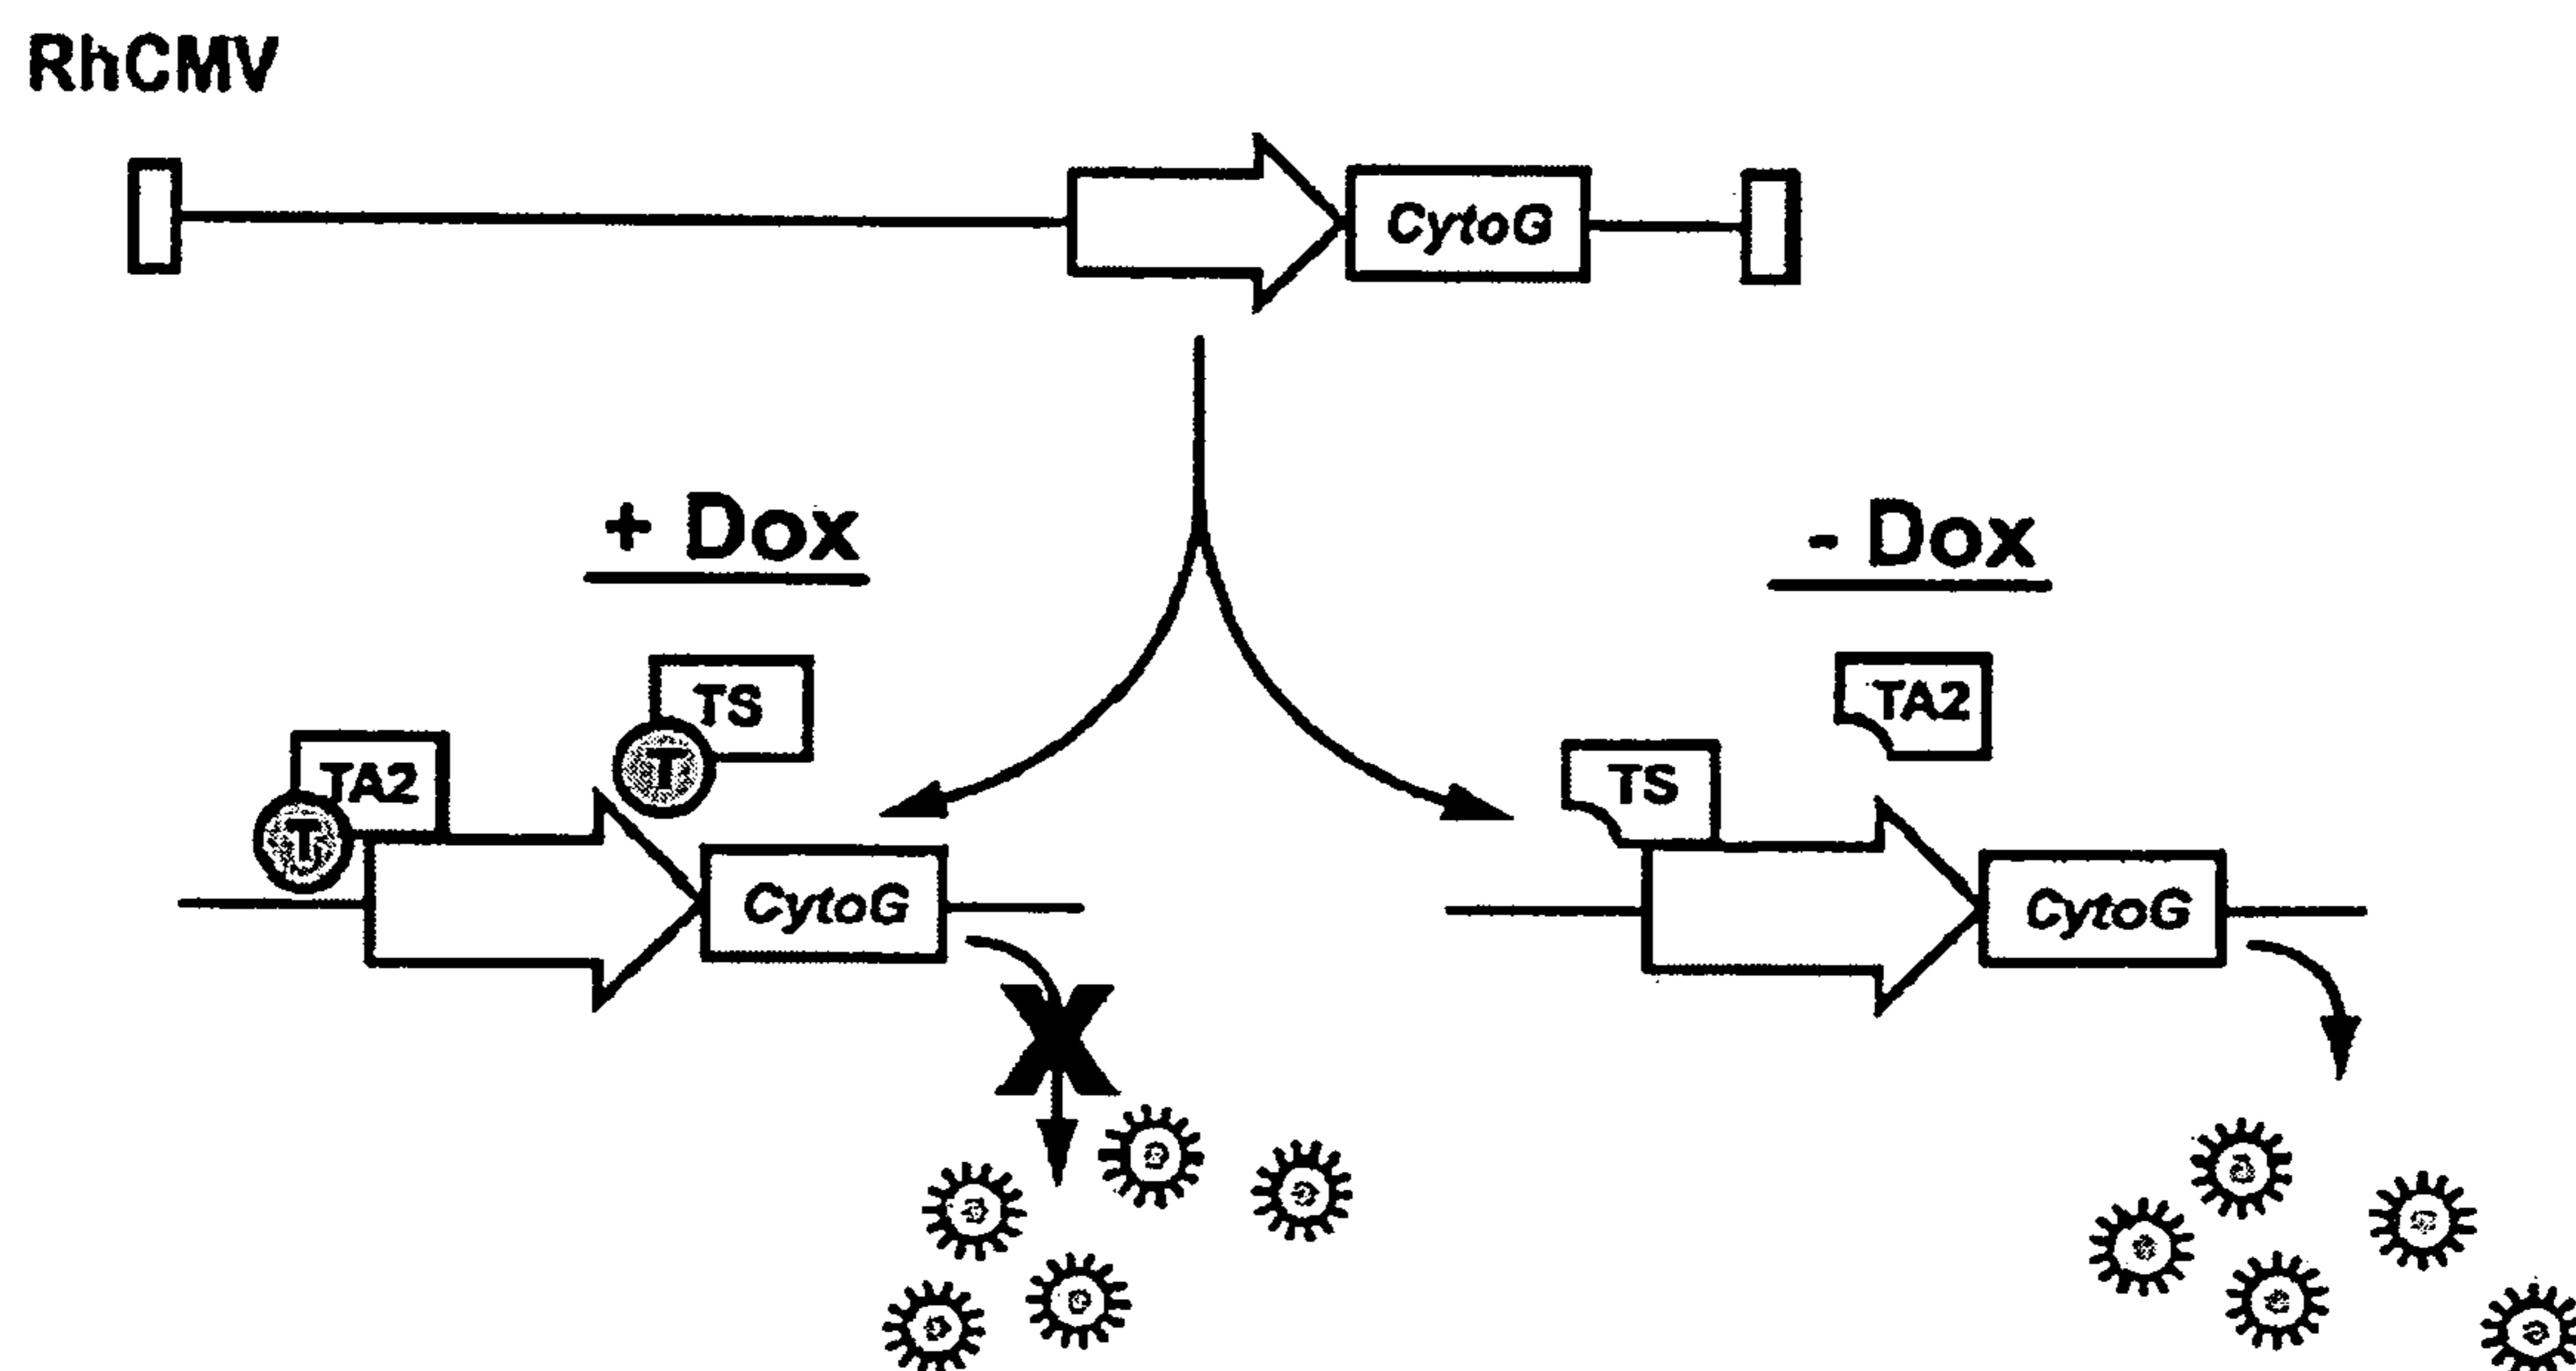 RhCMV
CytoG
+ Dox
- Dox
TS
T
TA2
T
CytoG
TA2
TS
CytoG
X